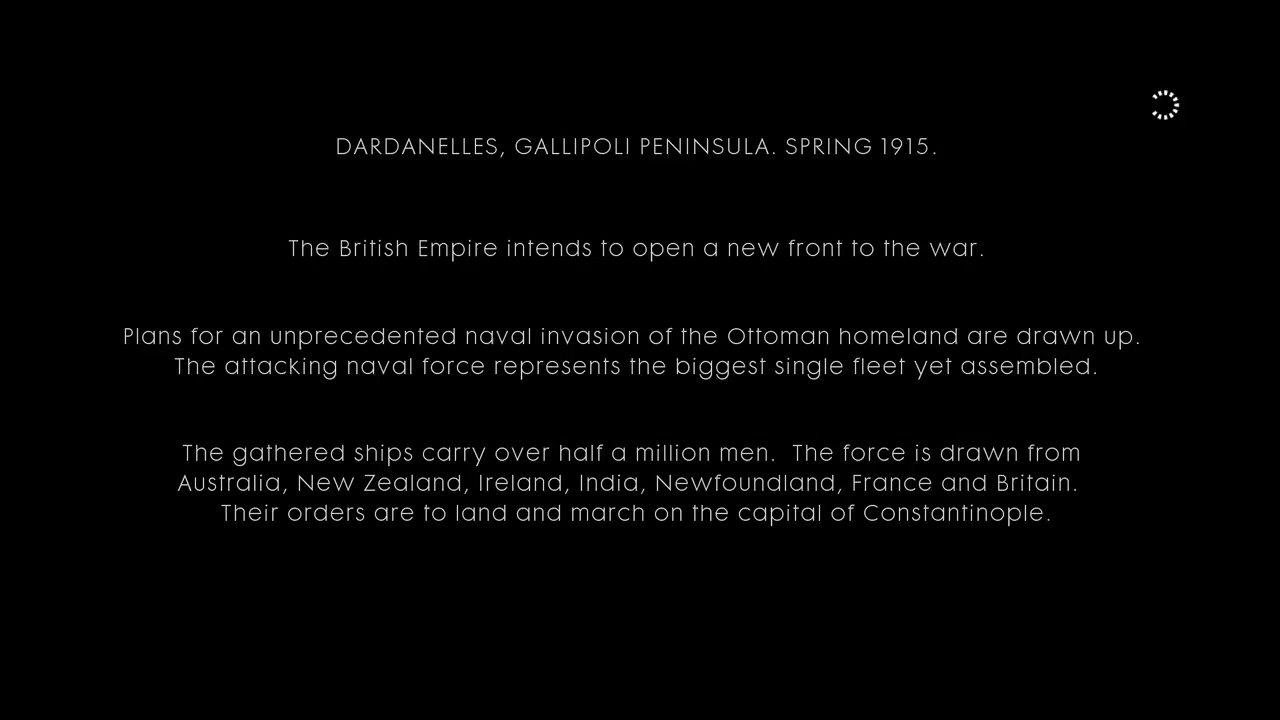 DARDANELLES, GALLIPOLI PENINSULA. SPRING 1915.
The British Empire intends to open a new front to the war.
Plans for an unprecedented naval invasion of the Ottoman homeland are drawn up.
The attacking naval force represents the biggest single fleet yet assembled.
The gathered ships carry over half a million men.  The force is drawn from
Australia, New Zealand, Ireland, India, Newfoundland, France and Britain.
Their orders are to land and march on the capital of Constantinople.